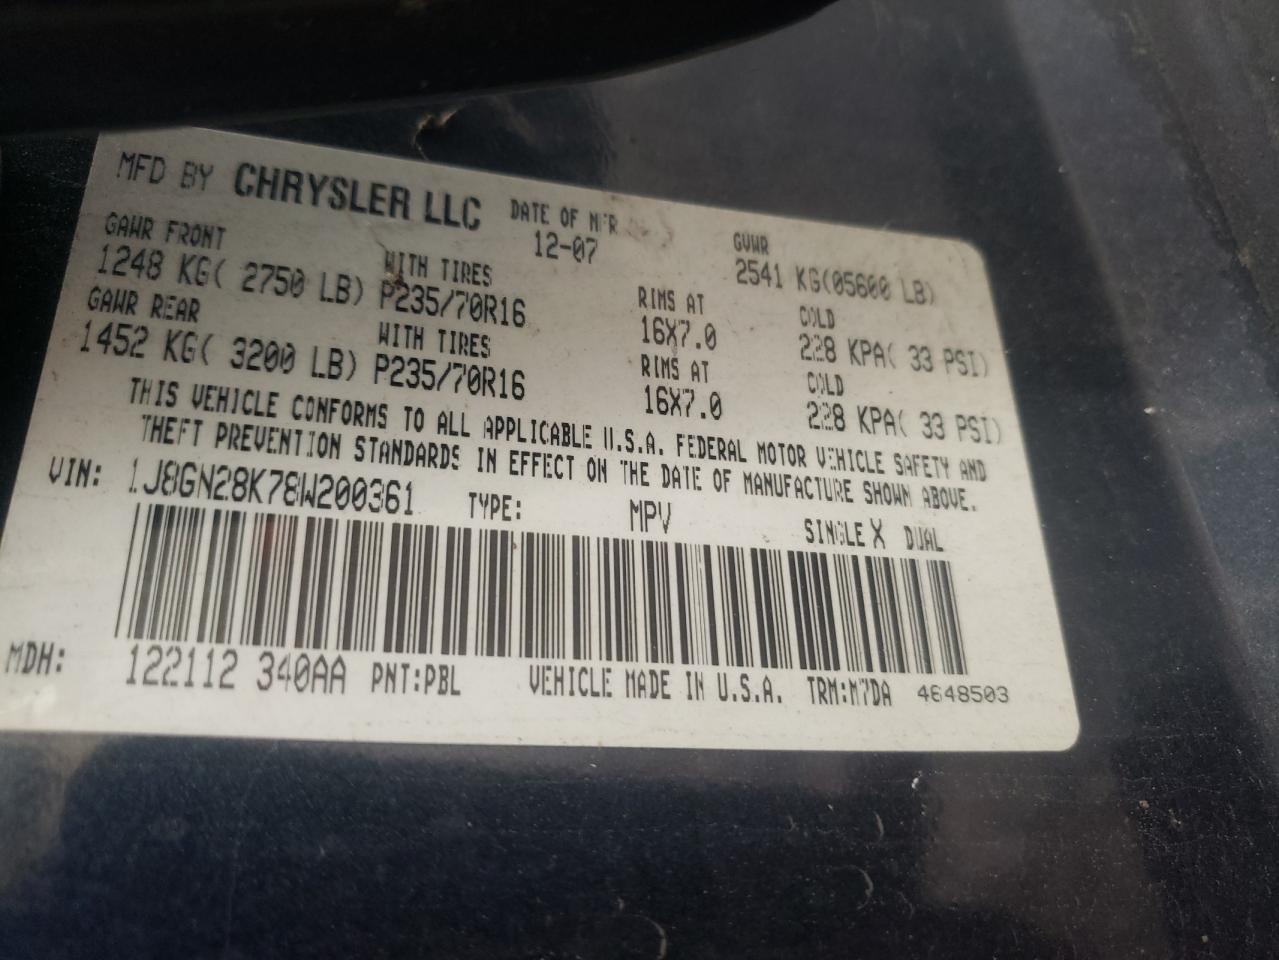 MFD BY CHRYSLER LLC DATE OF MFR GVWR
12-07 2541 KG(05600 LB)
GAWR FRONT WITH TIRES RIMS AT COLD
1248 KG( 2750 LB) P235/70R16 16X7.0 228 KPA( 33 PSI)
GAWR REAR WITH TIRES RIMS AT COLD
1452 KG( 3200 LB) P235/70R16 16X7.0 228 KPA( 33 PSI)
THIS VEHICLE CONFORMS TO ALL APPLICABLE U.S.A. FEDERAL MOTOR VEHICLE SAFETY AND
THEFT PREVENTION STANDARDS IN EFFECT ON THE DATE OF MANUFACTURE SHOWN ABOVE.
VIN: 1J8GN28K78W200361 TYPE: MPV SINGLE X DUAL
MDH: 122112 340AA PNT:PBL VEHICLE MADE IN U.S.A. TRM:M7DA 4648503